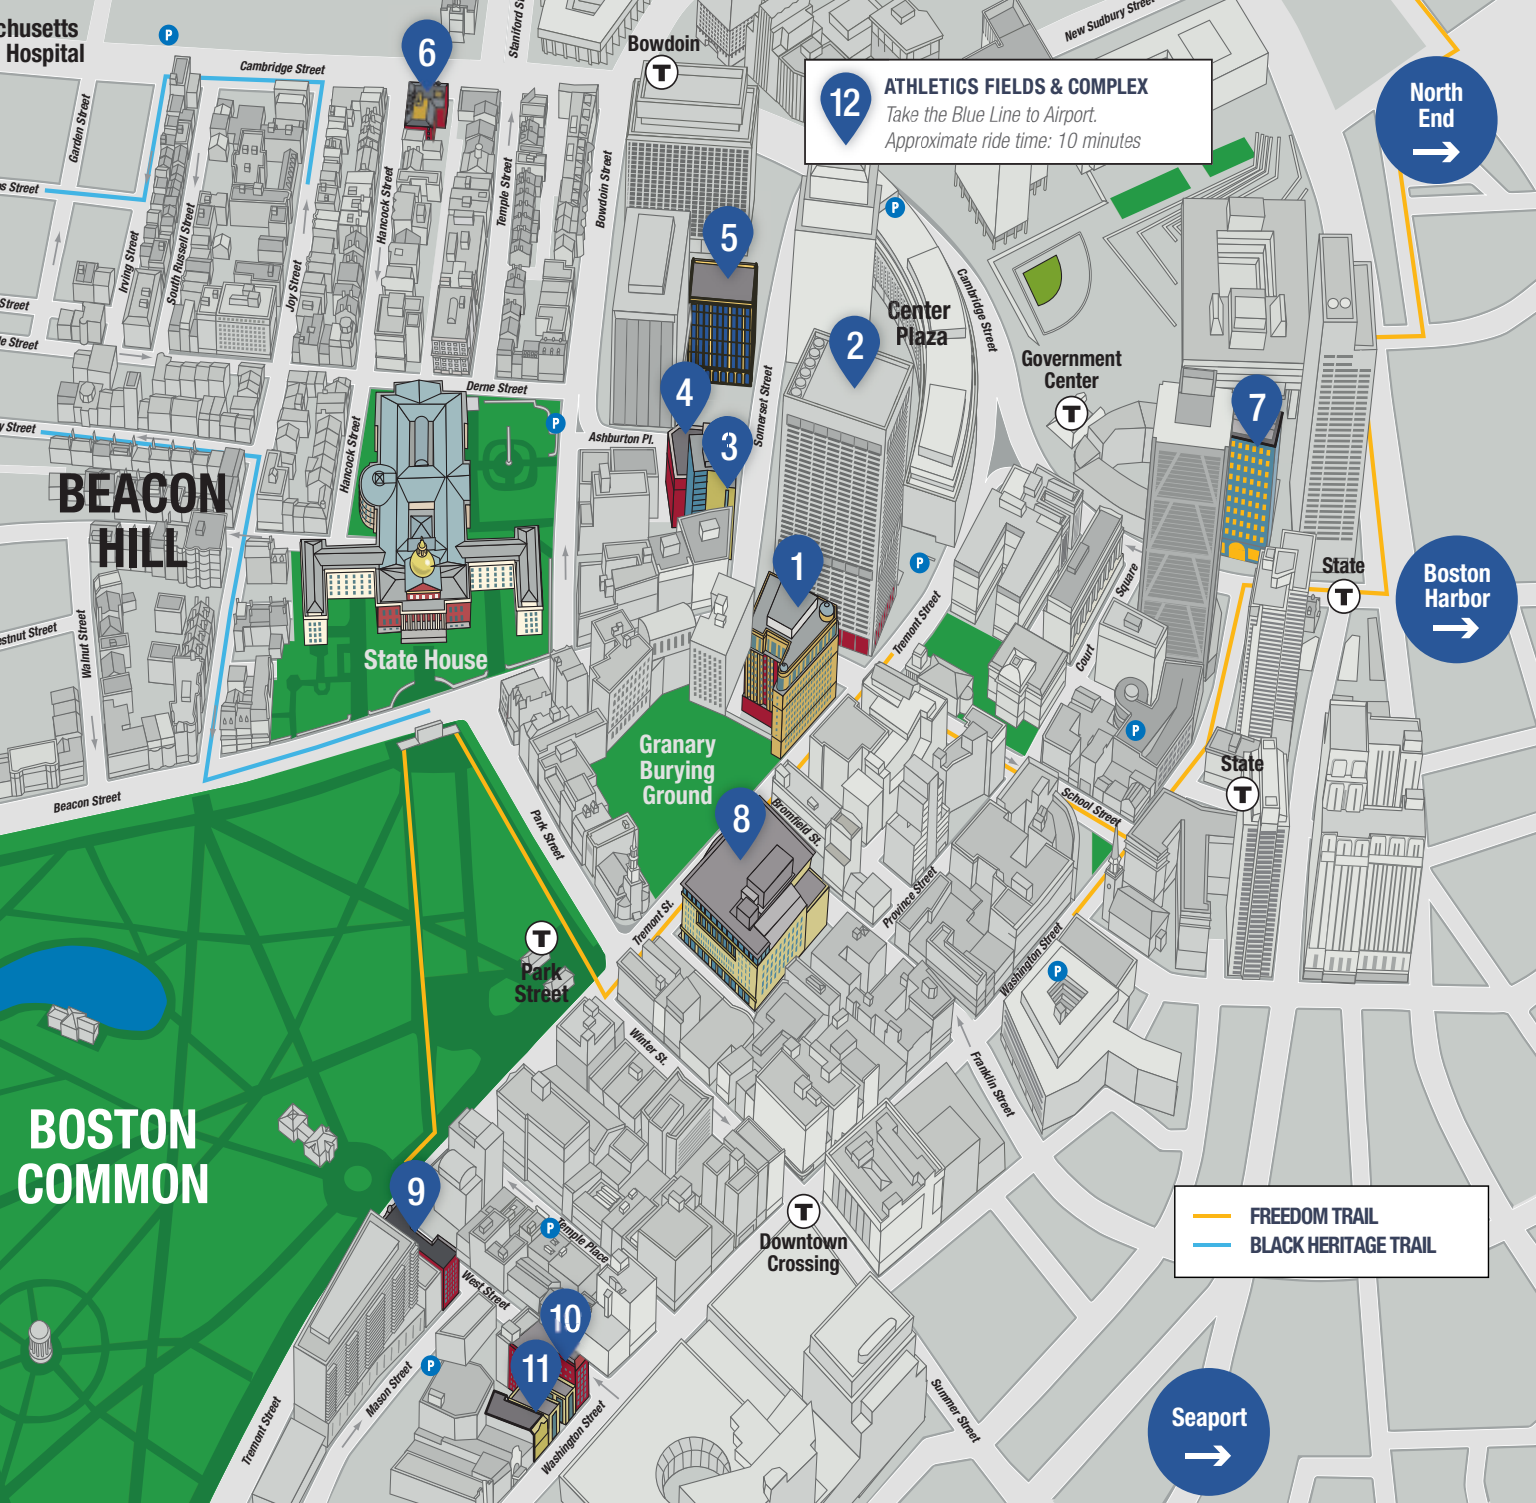 chusetts
Hospital
P
6
Cambridge Street
Staniford S
Bowdoin
T
New Sudbury Street
12
ATHLETICS FIELDS & COMPLEX
Take the Blue Line to Airport.
Approximate ride time: 10 minutes
North
End
Garden Street
s Street
Irving Street
South Russell Street
Joy Street
Hancock Street
Temple Street
Bowdoin Street
P
5
Cambridge Street
Center
Plaza
Street
le Street
2
Government
Center
T
4
3
7
Derne Street
P
Ashburton Pl.
Somerset Street
Hancock Street
y Street
BEACON
HILL
1
P
Tremont Street
Court
Square
State
T
Boston
Harbor
estnut Street
Walnut Street
State House
Granary
Burying
Ground
P
State
T
Beacon Street
Park Street
8
Bromfield St.
School Street
Province Street
Tremont St.
T
Park
Street
Washington Street
P
Winter St.
Franklin Street
BOSTON
COMMON
9
T
Downtown
Crossing
P
Temple Place
West Street
FREEDOM TRAIL
BLACK HERITAGE TRAIL
10
11
P
Mason Street
Tremont Street
Washington Street
Summer Street
Seaport